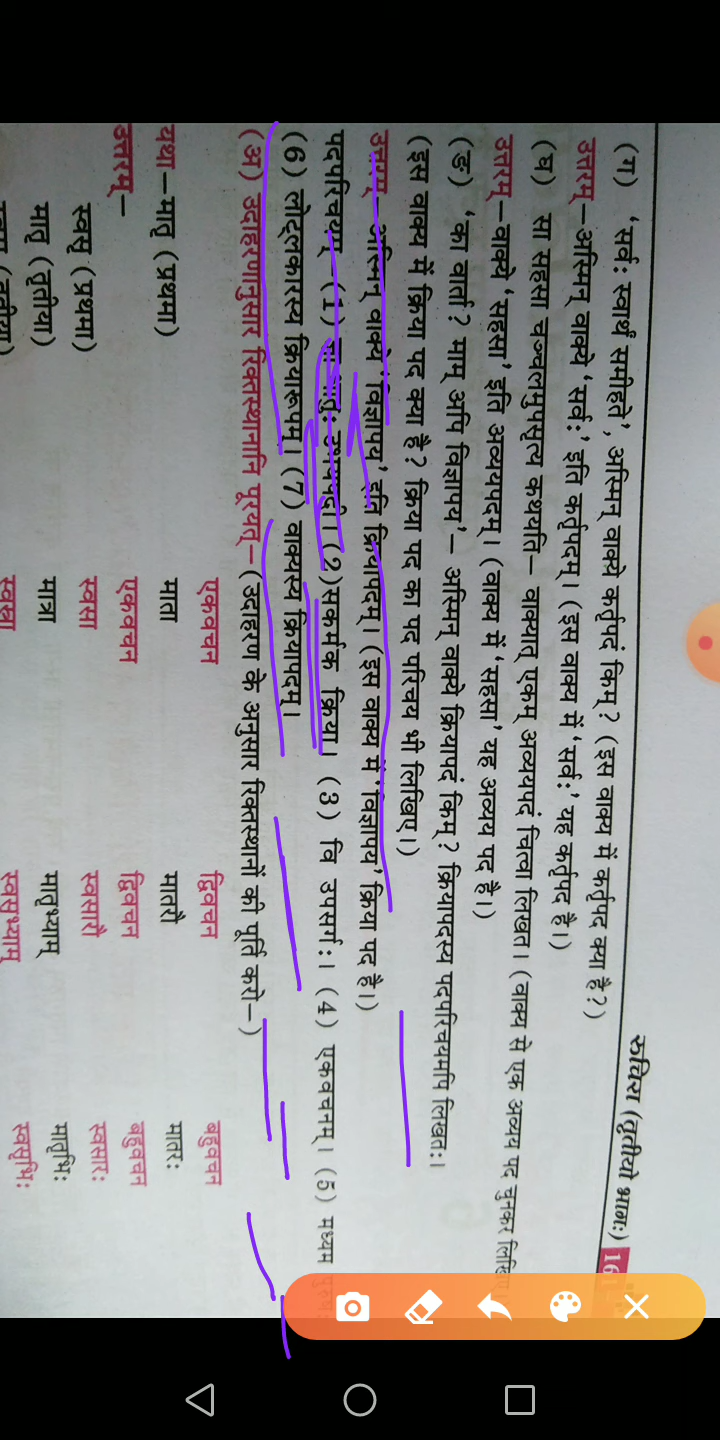 रुचिरा (तृतीयो भागः) 161
(ग) ‘सर्वः स्वार्थं समीहते’, अस्मिन् वाक्ये कर्तृपदं किम्? (इस वाक्य में कर्तृपद क्या है?)
उत्तरम्–अस्मिन् वाक्ये ‘सर्वः’ इति कर्तृपदम्। (इस वाक्य में ‘सर्वः’ यह कर्तृपद है।)
(घ) सा सहसा चञ्चलमुपसृत्य कथयति– वाक्यात् एकम् अव्ययपदं चित्वा लिखत। (वाक्य से एक अव्यय पद चुनकर लिखिए।)
उत्तरम्–वाक्ये ‘सहसा’ इति अव्ययपदम्। (वाक्य में ‘सहसा’ यह अव्यय पद है।)
(ङ) ‘का वार्ता? माम् अपि विज्ञापय’– अस्मिन् वाक्ये क्रियापदं किम्? क्रियापदस्य पदपरिचयमपि लिखतः।
(इस वाक्य में क्रिया पद क्या है? क्रिया पद का पद परिचय भी लिखिए।)
उत्तरम्–अस्मिन् वाक्ये ‘विज्ञापय’ इति क्रियापदम्। (इस वाक्य में ‘विज्ञापय’ क्रिया पद है।)
पदपरिचयम्–(1) (2) सकर्मक क्रिया। (3) वि उपसर्गः। (4) एकवचनम्। (5) मध्यम
(6) लोट्लकारस्य क्रियारूपम्। (7) वाक्यस्य क्रियापदम्।
(अ) उदाहरणानुसारं रिक्तस्थानानि पूरयत–(उदाहरण के अनुसार रिक्तस्थानों की पूर्ति करो–)
एकवचन द्विवचन बहुवचन
यथा–मातृ (प्रथमा) माता मातरौ मातरः
उत्तरम्– एकवचन द्विवचन बहुवचन
स्वसृ (प्रथमा) स्वसा स्वसारौ स्वसारः
मातृ (तृतीया) मात्रा मातृभ्याम् मातृभिः
स्वसृ (तृतीया) स्वस्रा स्वसृभ्याम् स्वसृभिः